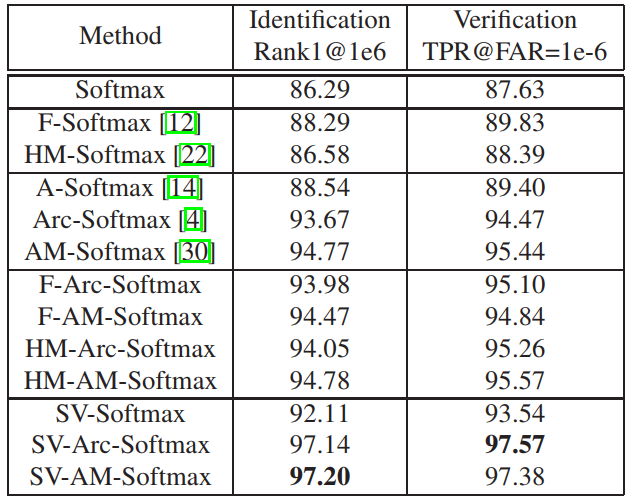 Method Identification Rank1@1e6 Verification TPR@FAR=1e-6
Softmax 86.29 87.63
F-Softmax [12] 88.29 89.83
HM-Softmax [22] 86.58 88.39
A-Softmax [14] 88.54 89.40
Arc-Softmax [4] 93.67 94.47
AM-Softmax [30] 94.77 95.44
F-Arc-Softmax 93.98 95.10
F-AM-Softmax 94.47 94.84
HM-Arc-Softmax 94.05 95.26
HM-AM-Softmax 94.78 95.57
SV-Softmax 92.11 93.54
SV-Arc-Softmax 97.14 97.57
SV-AM-Softmax 97.20 97.38